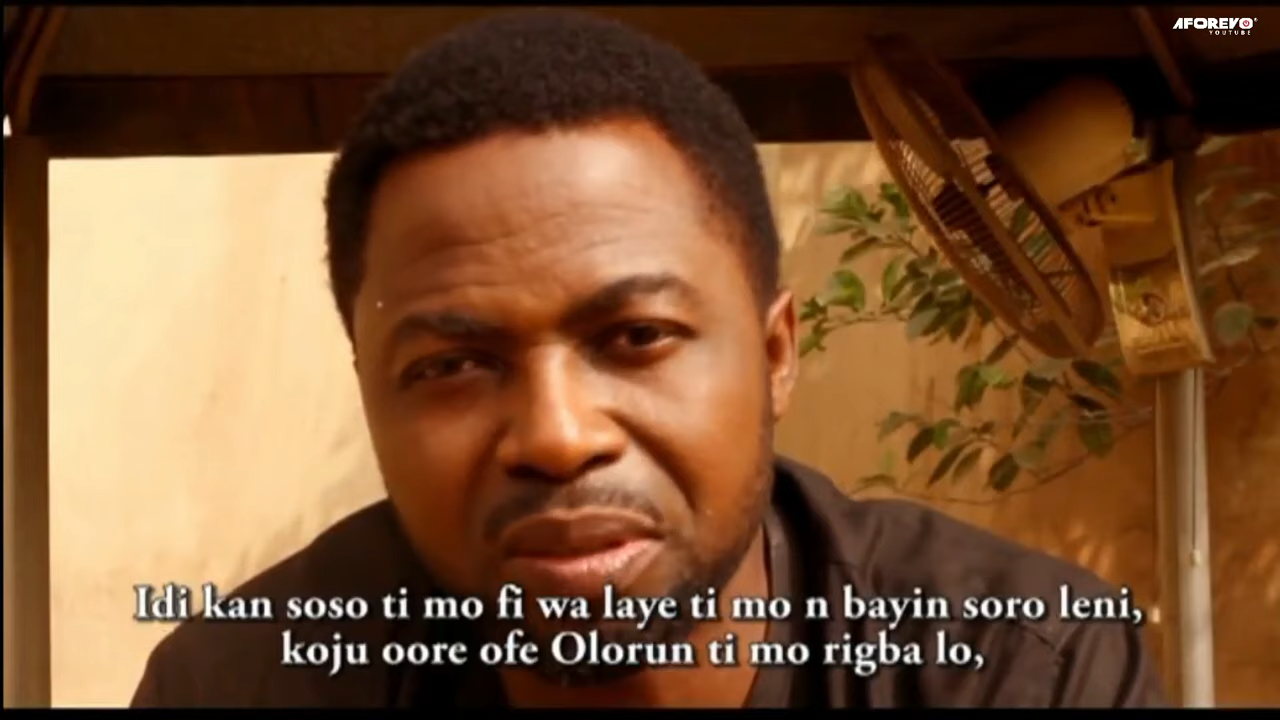 AFOREVO
YOUTUBE
Idi kan soso ti mo fi wa laye ti mo n bayin soro leni,
koju oore ofe Olorun ti mo rigba lo,